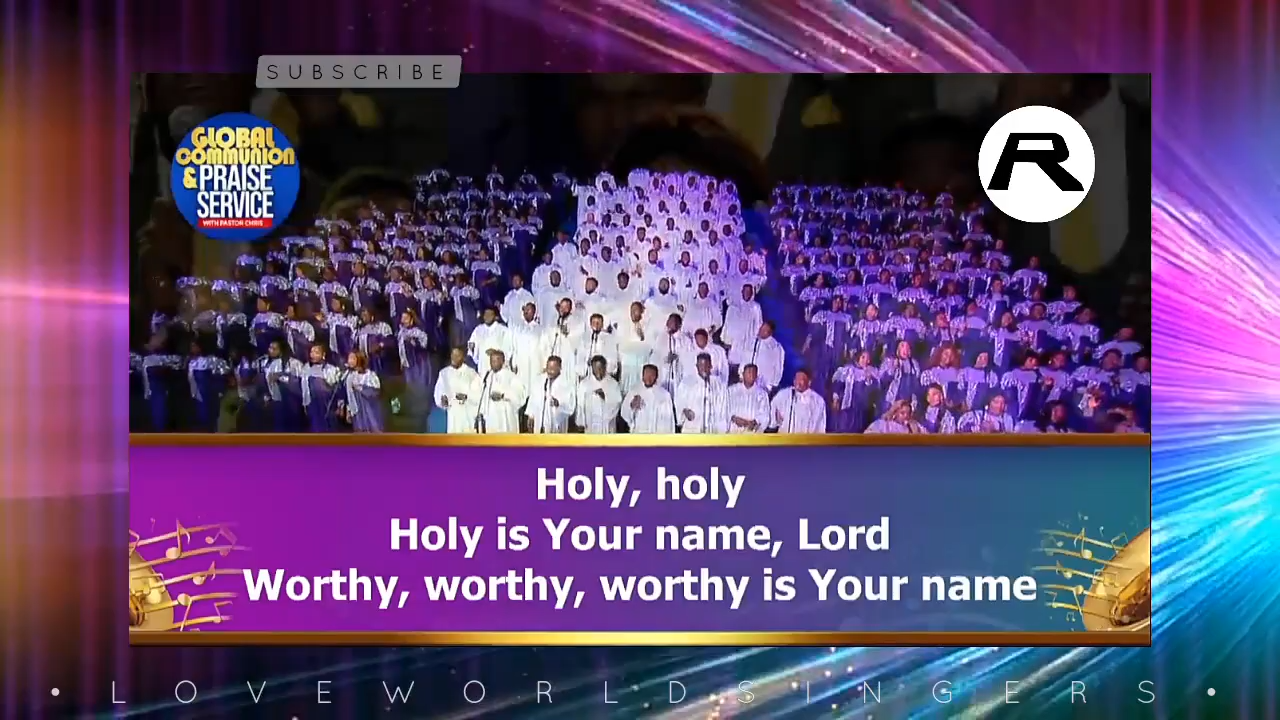 SUBSCRIBE
GLOBAL
COMMUNION
& PRAISE
SERVICE
WITH PASTOR CHRIS
R
Holy, holy
Holy is Your name, Lord
Worthy, worthy, worthy is Your name
• LOVEWORLDSINGERS •